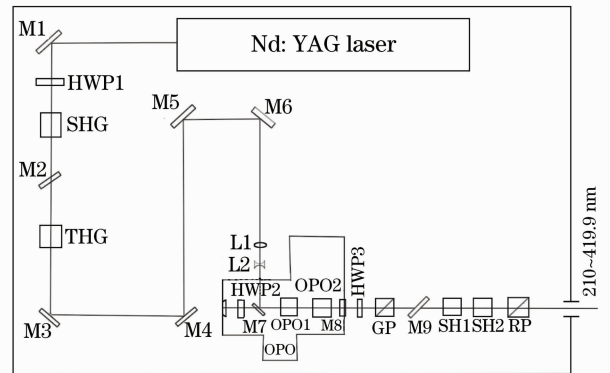 M1
Nd: YAG laser
HWP1
SHG
M5
M6
M2
THG
L1
L2
M3
M4
HWP2
M7
OPO1
OPO2
M8
OPO
HWP3
GP
M9
SH1
SH2
RP
210~419.9 nm